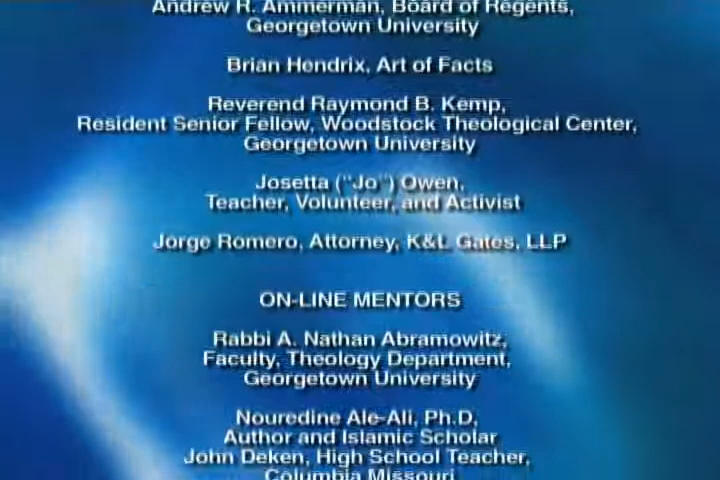 Andrew R. Ammerman, Board of Regents,
Georgetown University
Brian Hendrix, Art of Facts
Reverend Raymond B. Kemp,
Resident Senior Fellow, Woodstock Theological Center,
Georgetown University
Josetta ("Jo") Owen,
Teacher, Volunteer, and Activist
Jorge Romero, Attorney, K&L Gates, LLP
ON-LINE MENTORS
Rabbi A. Nathan Abramowitz,
Faculty, Theology Department,
Georgetown University
Nouredine Ale-Ali, Ph.D,
Author and Islamic Scholar
John Deken, High School Teacher,
Columbia Missouri